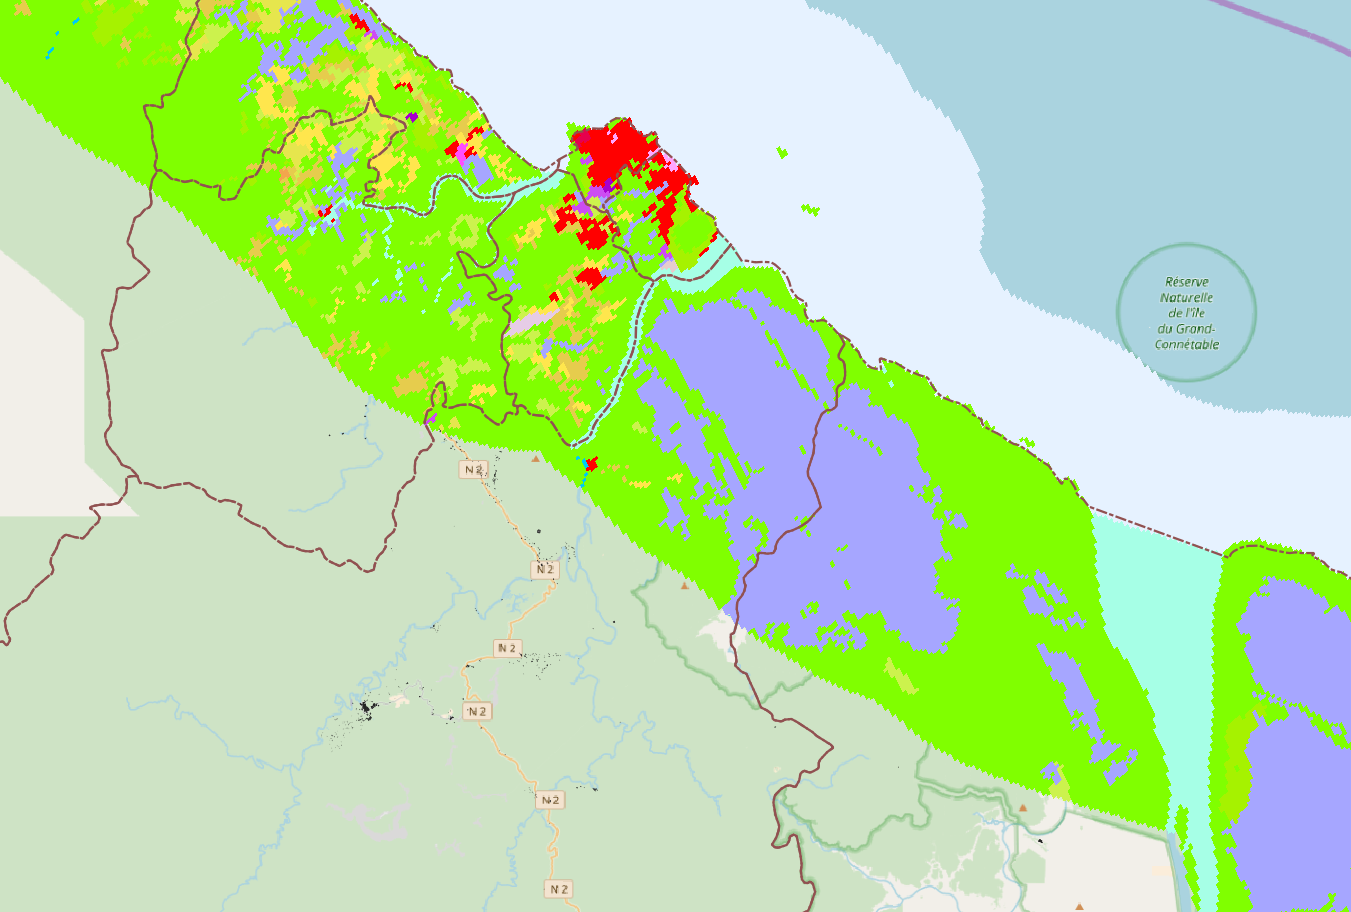 Réserve
Naturelle
de l'île
du Grand-
Connétable
N 2
N 2
N 2
N 2
N 2
N 2